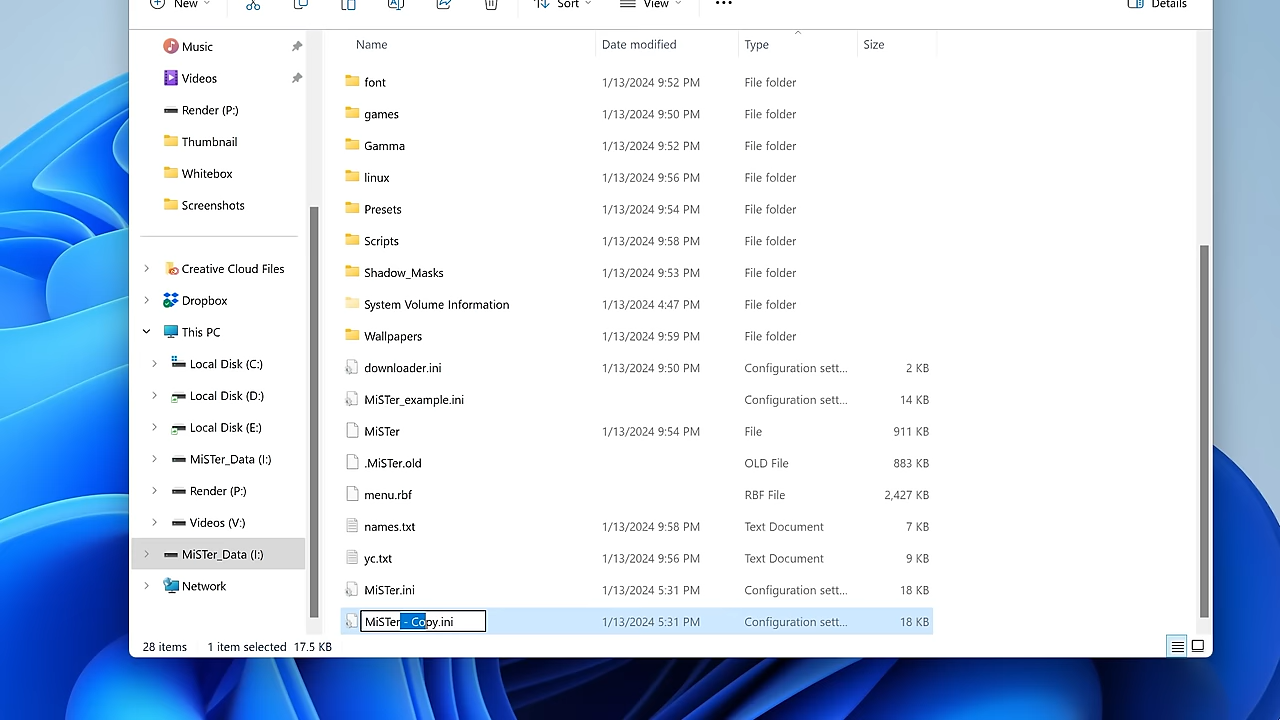 New Sort View Details
Name Date modified Type Size
Music
Videos
Render (P:)
Thumbnail
Whitebox
Screenshots
Creative Cloud Files
Dropbox
This PC
Local Disk (C:)
Local Disk (D:)
Local Disk (E:)
MiSTer_Data (I:)
Render (P:)
Videos (V:)
MiSTer_Data (I:)
Network
font 1/13/2024 9:52 PM File folder
games 1/13/2024 9:50 PM File folder
Gamma 1/13/2024 9:52 PM File folder
linux 1/13/2024 9:56 PM File folder
Presets 1/13/2024 9:54 PM File folder
Scripts 1/13/2024 9:58 PM File folder
Shadow_Masks 1/13/2024 9:53 PM File folder
System Volume Information 1/13/2024 4:47 PM File folder
Wallpapers 1/13/2024 9:59 PM File folder
downloader.ini 1/13/2024 9:50 PM Configuration sett... 2 KB
MiSTer_example.ini Configuration sett... 14 KB
MiSTer 1/13/2024 9:54 PM File 911 KB
.MiSTer.old OLD File 883 KB
menu.rbf RBF File 2,427 KB
names.txt 1/13/2024 9:58 PM Text Document 7 KB
yc.txt 1/13/2024 9:56 PM Text Document 9 KB
MiSTer.ini 1/13/2024 5:31 PM Configuration sett... 18 KB
MiSTer - Copy.ini 1/13/2024 5:31 PM Configuration sett... 18 KB
28 items 1 item selected 17.5 KB